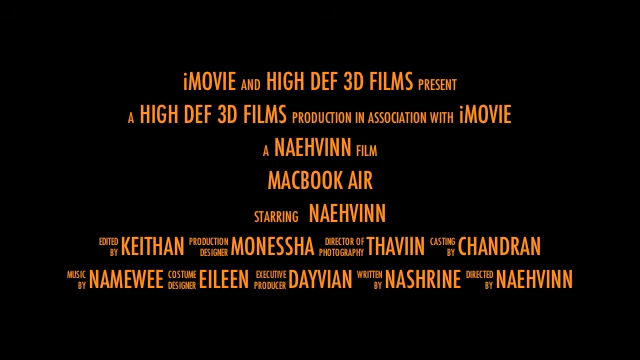 iMOVIE AND HIGH DEF 3D FILMS PRESENT
A HIGH DEF 3D FILMS PRODUCTION IN ASSOCIATION WITH iMOVIE
A NAEHVINN FILM
MACBOOK AIR
STARRING NAEHVINN
EDITED BY KEITHAN PRODUCTION DESIGNER MONESSHA DIRECTOR OF PHOTOGRAPHY THAVIIN CASTING BY CHANDRAN
MUSIC BY NAMEWEE COSTUME DESIGNER EILEEN EXECUTIVE PRODUCER DAYVIAN WRITTEN BY NASHRINE DIRECTED BY NAEHVINN